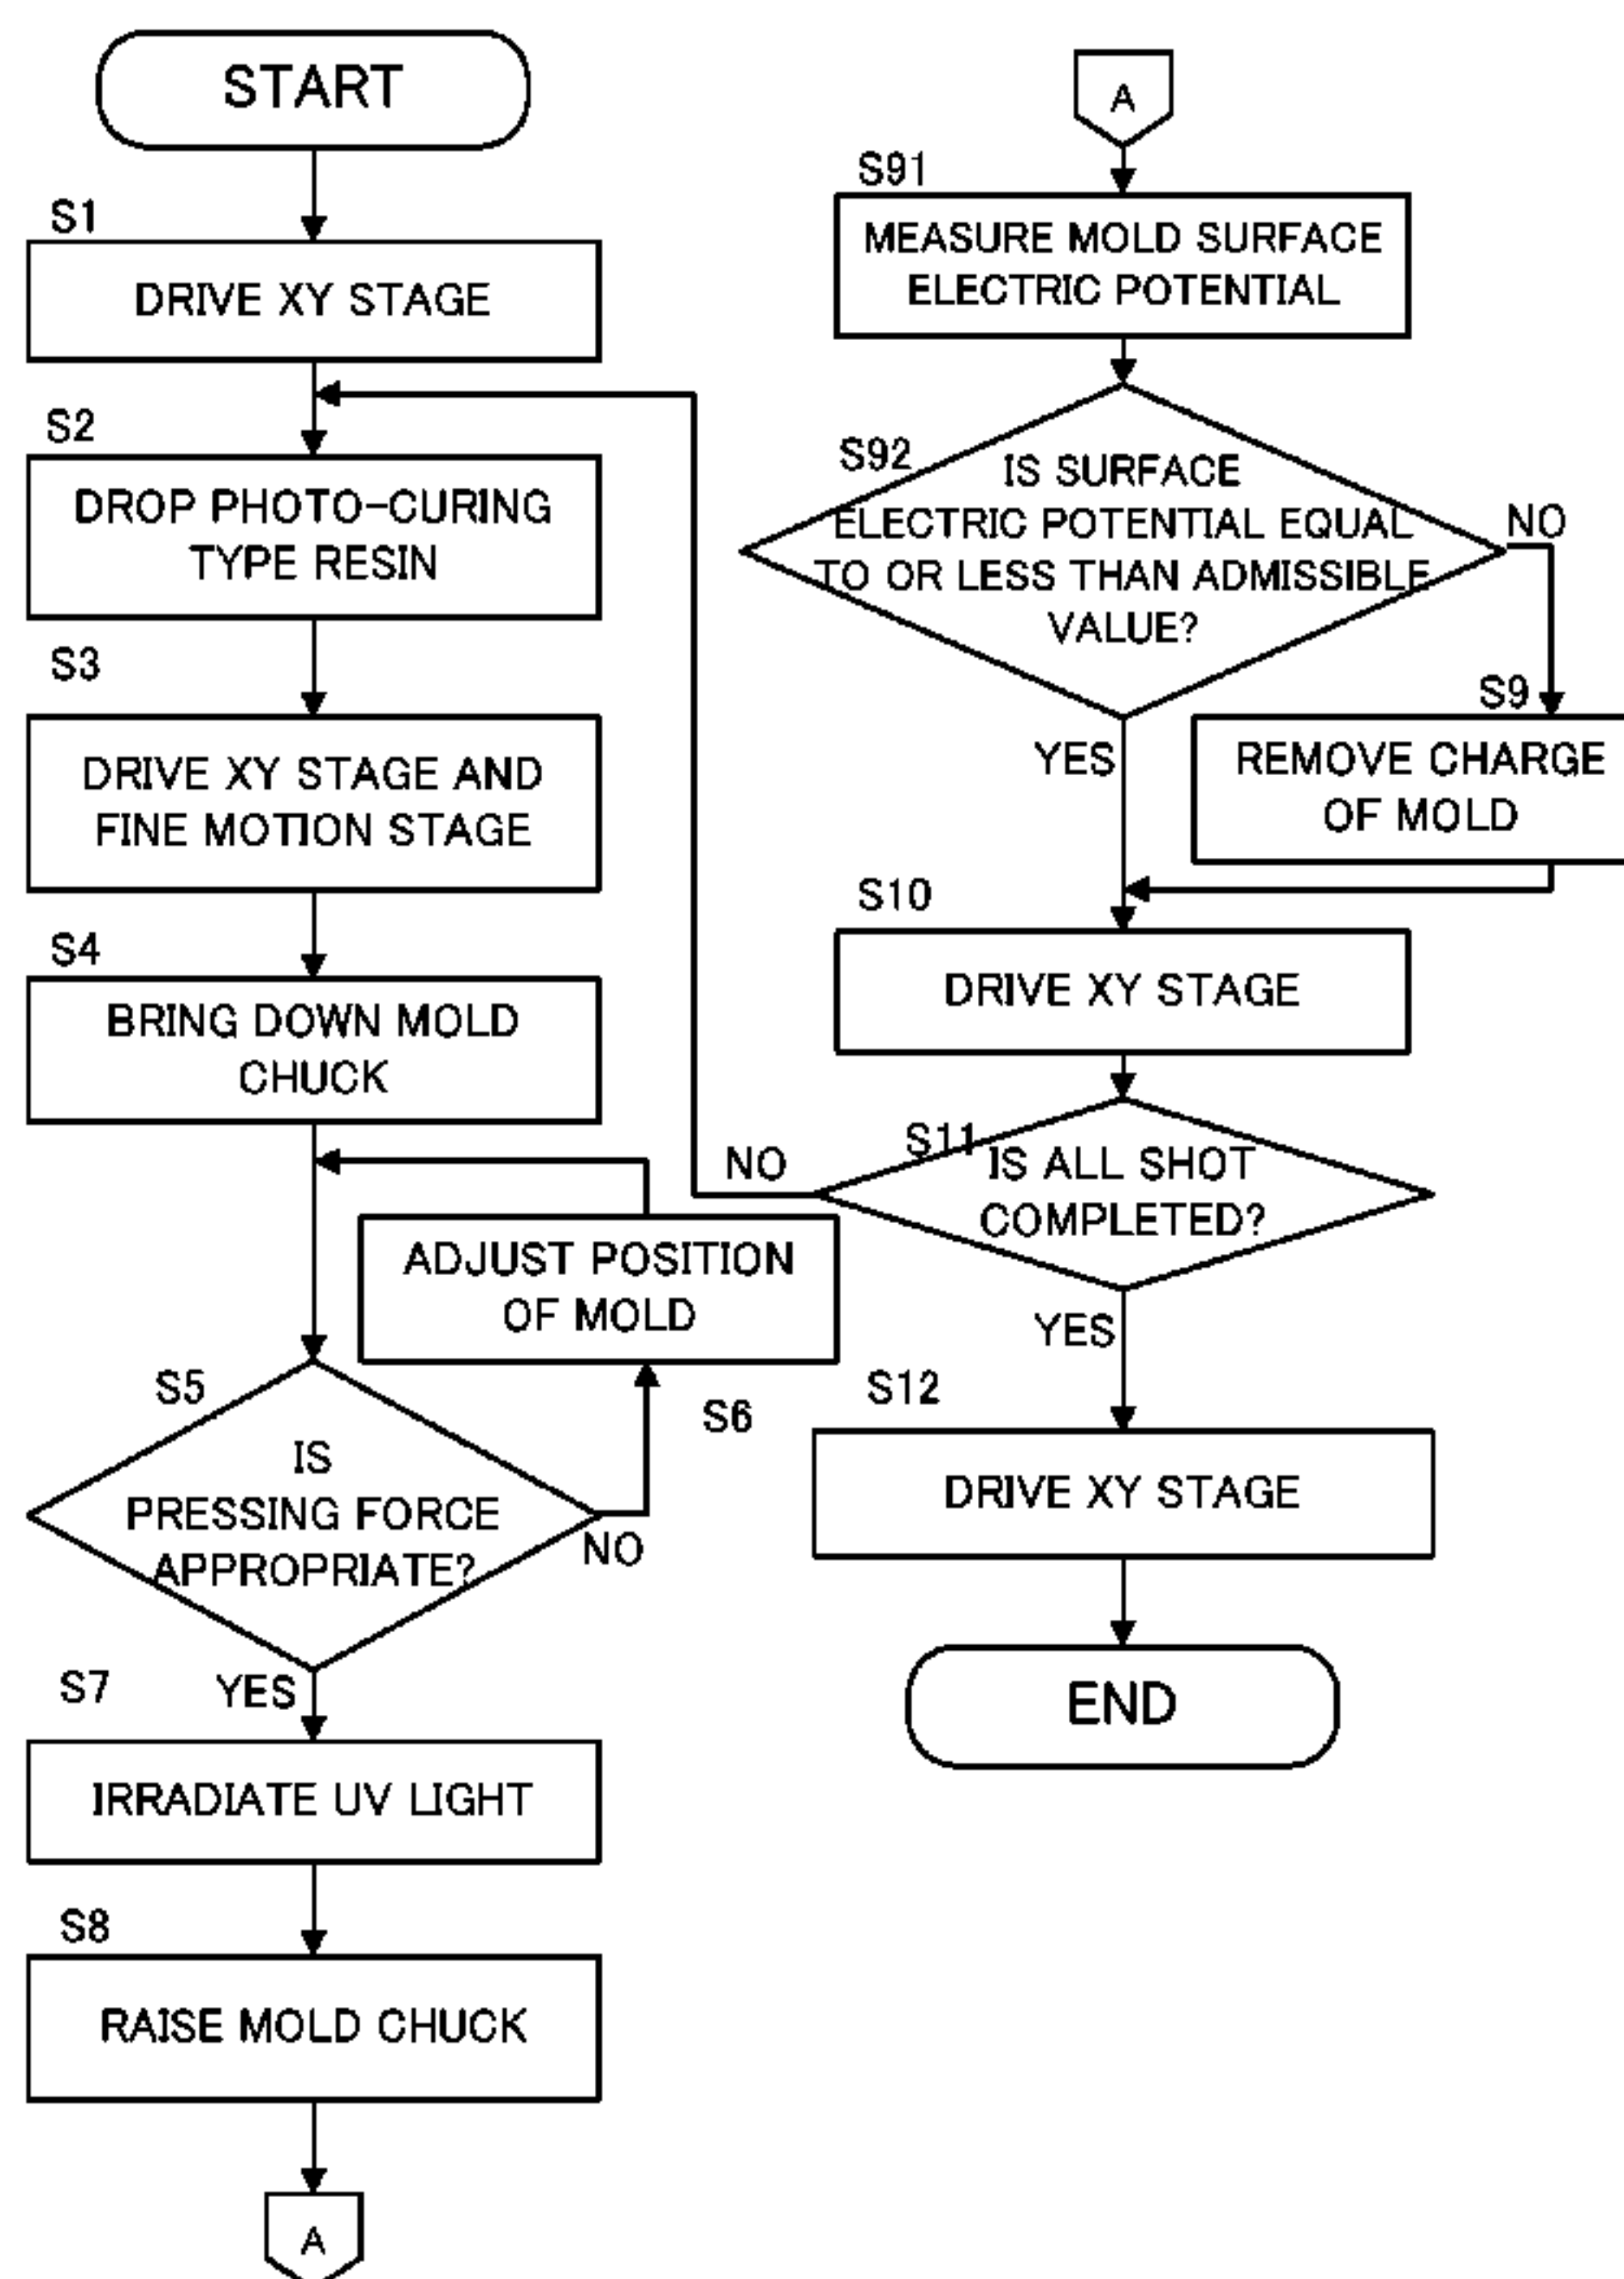 START
S1
DRIVE XY STAGE
S2
DROP PHOTO-CURING
TYPE RESIN
S3
DRIVE XY STAGE AND
FINE MOTION STAGE
S4
BRING DOWN MOLD
CHUCK
ADJUST POSITION
OF MOLD
S6
S5
IS
PRESSING FORCE
APPROPRIATE?
NO
YES
S7
IRRADIATE UV LIGHT
S8
RAISE MOLD CHUCK
A
A
S91
MEASURE MOLD SURFACE
ELECTRIC POTENTIAL
S92
IS SURFACE
ELECTRIC POTENTIAL EQUAL
TO OR LESS THAN ADMISSIBLE
VALUE?
NO
YES
S9
REMOVE CHARGE
OF MOLD
S10
DRIVE XY STAGE
S11
IS ALL SHOT
COMPLETED?
NO
YES
S12
DRIVE XY STAGE
END